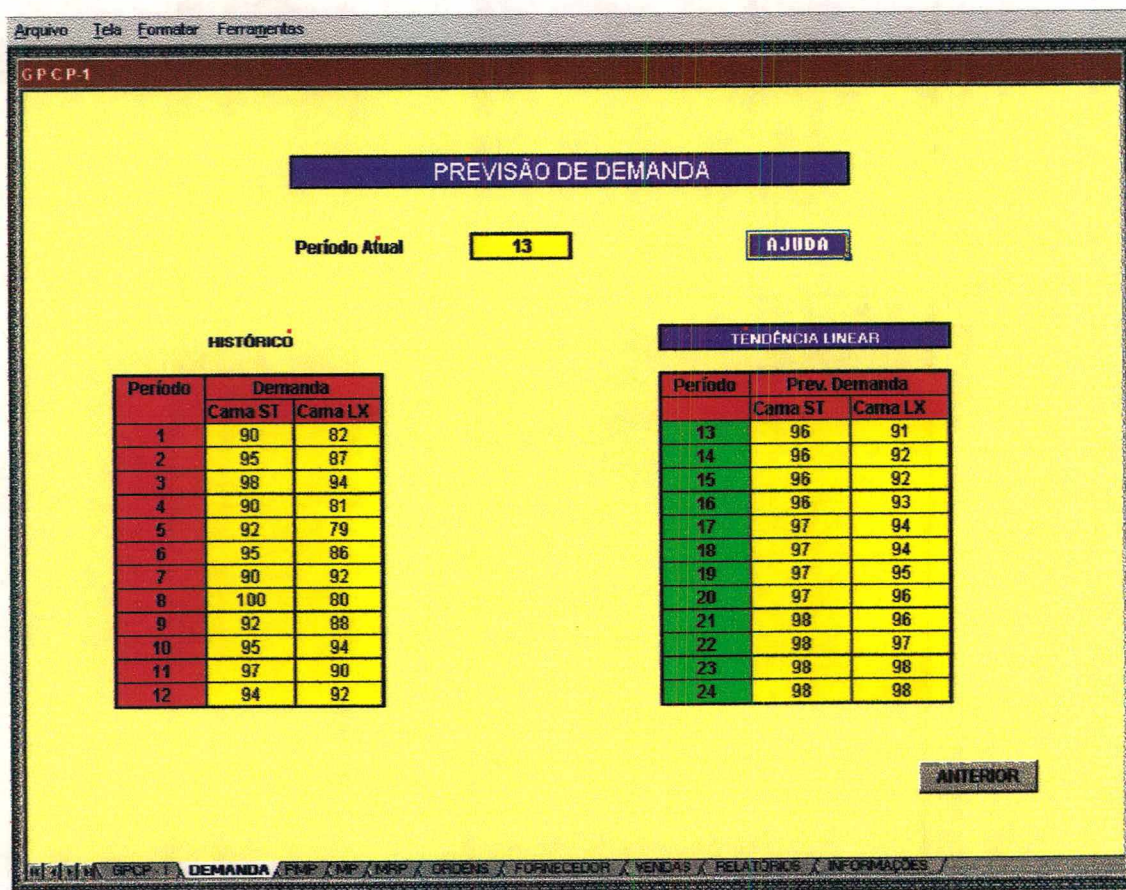 Arquivo Tela Formatar Ferramentas
GPCP-1
PREVISÃO DE DEMANDA
Período Atual 13 AJUDA
HISTÓRICO
Período Demanda
Cama ST Cama LX
1 90 82
2 95 87
3 98 94
4 90 81
5 92 79
6 95 86
7 90 92
8 100 80
9 92 88
10 95 94
11 97 90
12 94 92
TENDÊNCIA LINEAR
Período Prev. Demanda
Cama ST Cama LX
13 96 91
14 96 92
15 96 92
16 96 93
17 97 94
18 97 94
19 97 95
20 97 96
21 98 96
22 98 97
23 98 98
24 98 98
ANTERIOR
GPCP - 1 DEMANDA PMP MP MRP ORDENS FORNECEDOR VENDAS RELATÓRIOS INFORMAÇÕES